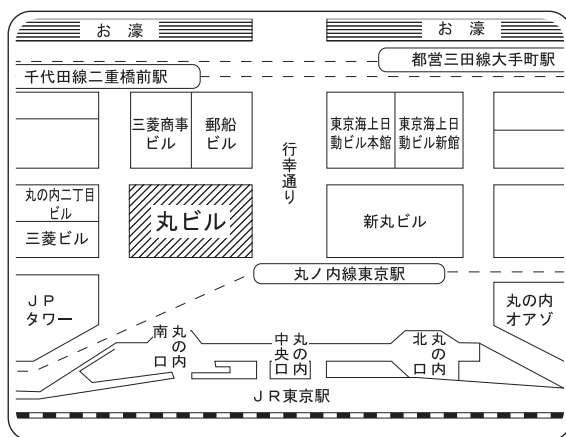 お濠
お濠
都営三田線大手町駅
千代田線二重橋前駅
三菱商事
ビル
郵船
ビル
行幸通り
東京海上日
動ビル本館
東京海上日
動ビル新館
丸の内二丁目
ビル
三菱ビル
丸ビル
新丸ビル
丸ノ内線東京駅
JP
タワー
丸の内
オアゾ
丸の内
南口
丸の内
中央口
丸の内
北口
JR東京駅